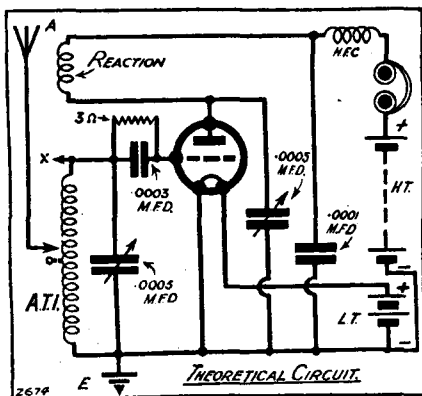 A
REACTION
H.F.C
3Ω
X
.0003
M.F.D.
.0005
M.F.D.
.0001
M.F.D
+
H.T.
-
+
L.T.
-
A.T.I.
.0005
M.F.D
E
THEORETICAL CIRCUIT.
2674